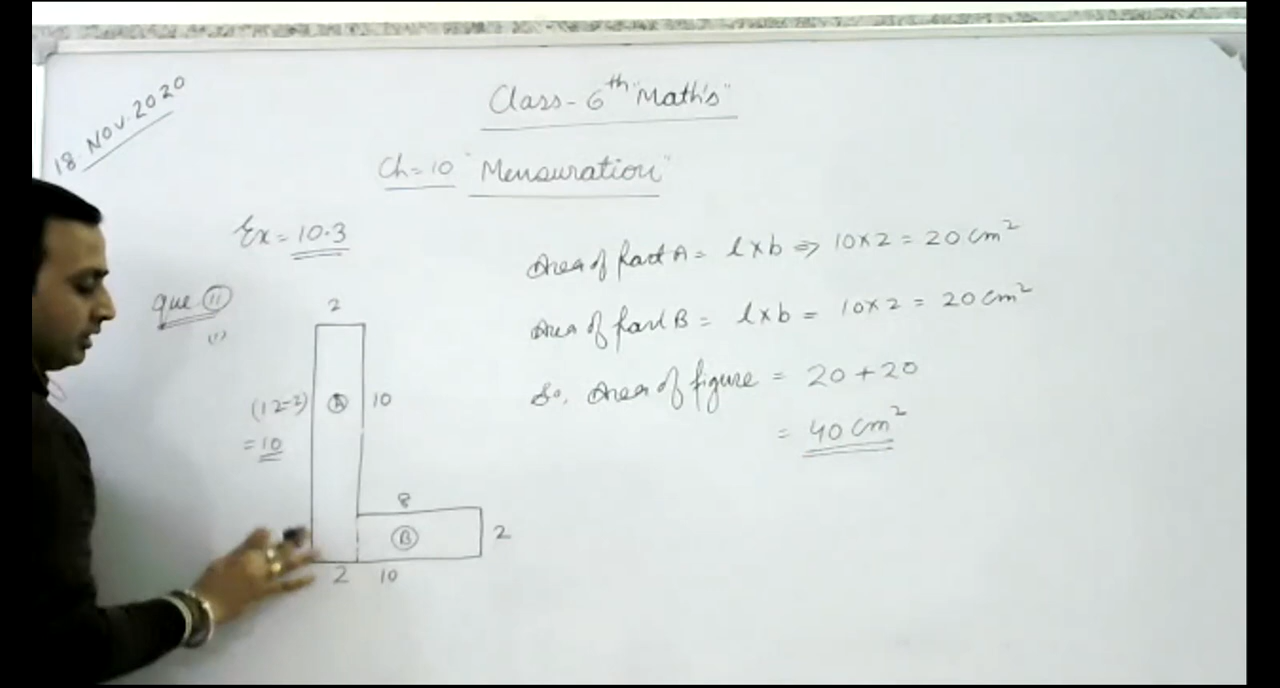 18. NOV. 2020
Class - 6th "Math's"
Ch = 10 "Mensuration"
Ex = 10.3
Area of Part A = l × b ⇒ 10 × 2 = 20 cm²
que (11)
(i)
2
Area of Part B = l × b = 10 × 2 = 20 cm²
(12-2)
= 10
A
10
So, Area of figure = 20 + 20
= 40 cm²
8
B
2
2
10